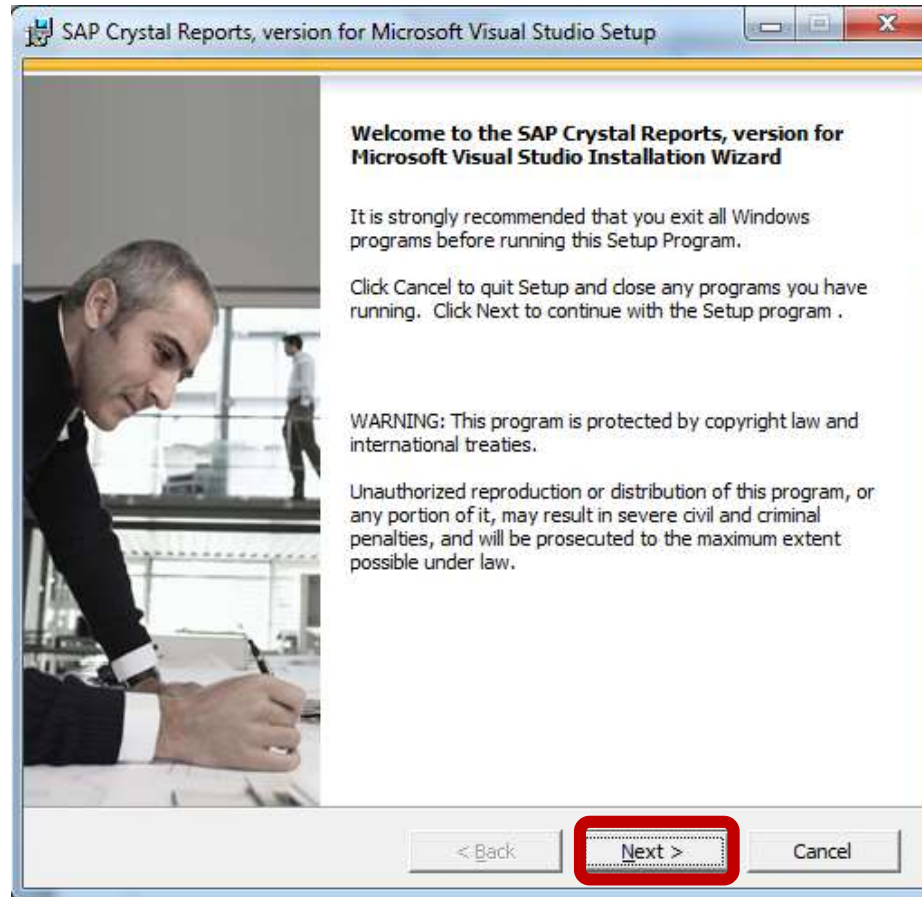 SAP Crystal Reports, version for Microsoft Visual Studio Setup
Welcome to the SAP Crystal Reports, version for
Microsoft Visual Studio Installation Wizard
It is strongly recommended that you exit all Windows
programs before running this Setup Program.
Click Cancel to quit Setup and close any programs you have
running. Click Next to continue with the Setup program .
WARNING: This program is protected by copyright law and
international treaties.
Unauthorized reproduction or distribution of this program, or
any portion of it, may result in severe civil and criminal
penalties, and will be prosecuted to the maximum extent
possible under law.
< Back Next > Cancel